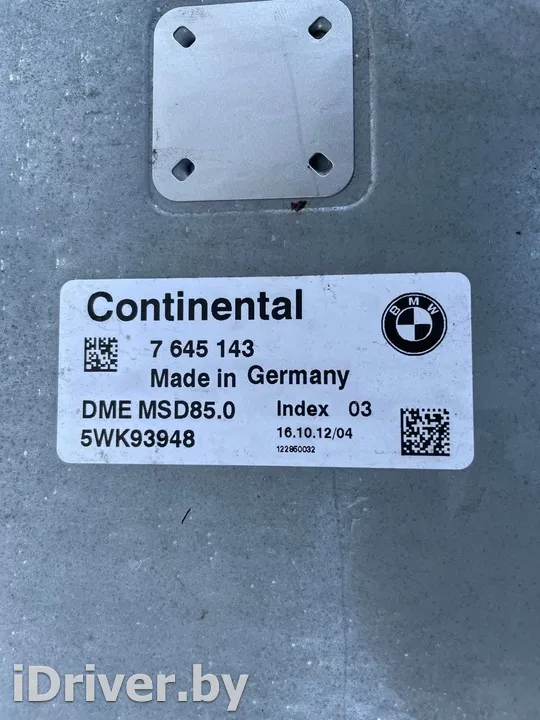 Continental
BMW
7 645 143
Made in Germany
DME MSD85.0 Index 03
5WK93948 16.10.12/04
122860032
iDriver.by